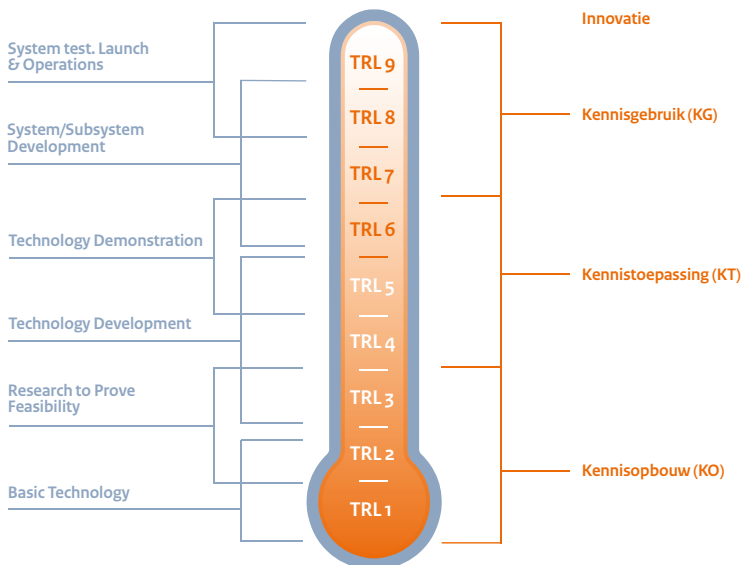 System test. Launch
& Operations
System/Subsystem
Development
Technology Demonstration
Technology Development
Research to Prove
Feasibility
Basic Technology
TRL 9
TRL 8
TRL 7
TRL 6
TRL 5
TRL 4
TRL 3
TRL 2
TRL 1
Innovatie
Kennisgebruik (KG)
Kennistoepassing (KT)
Kennisopbouw (KO)